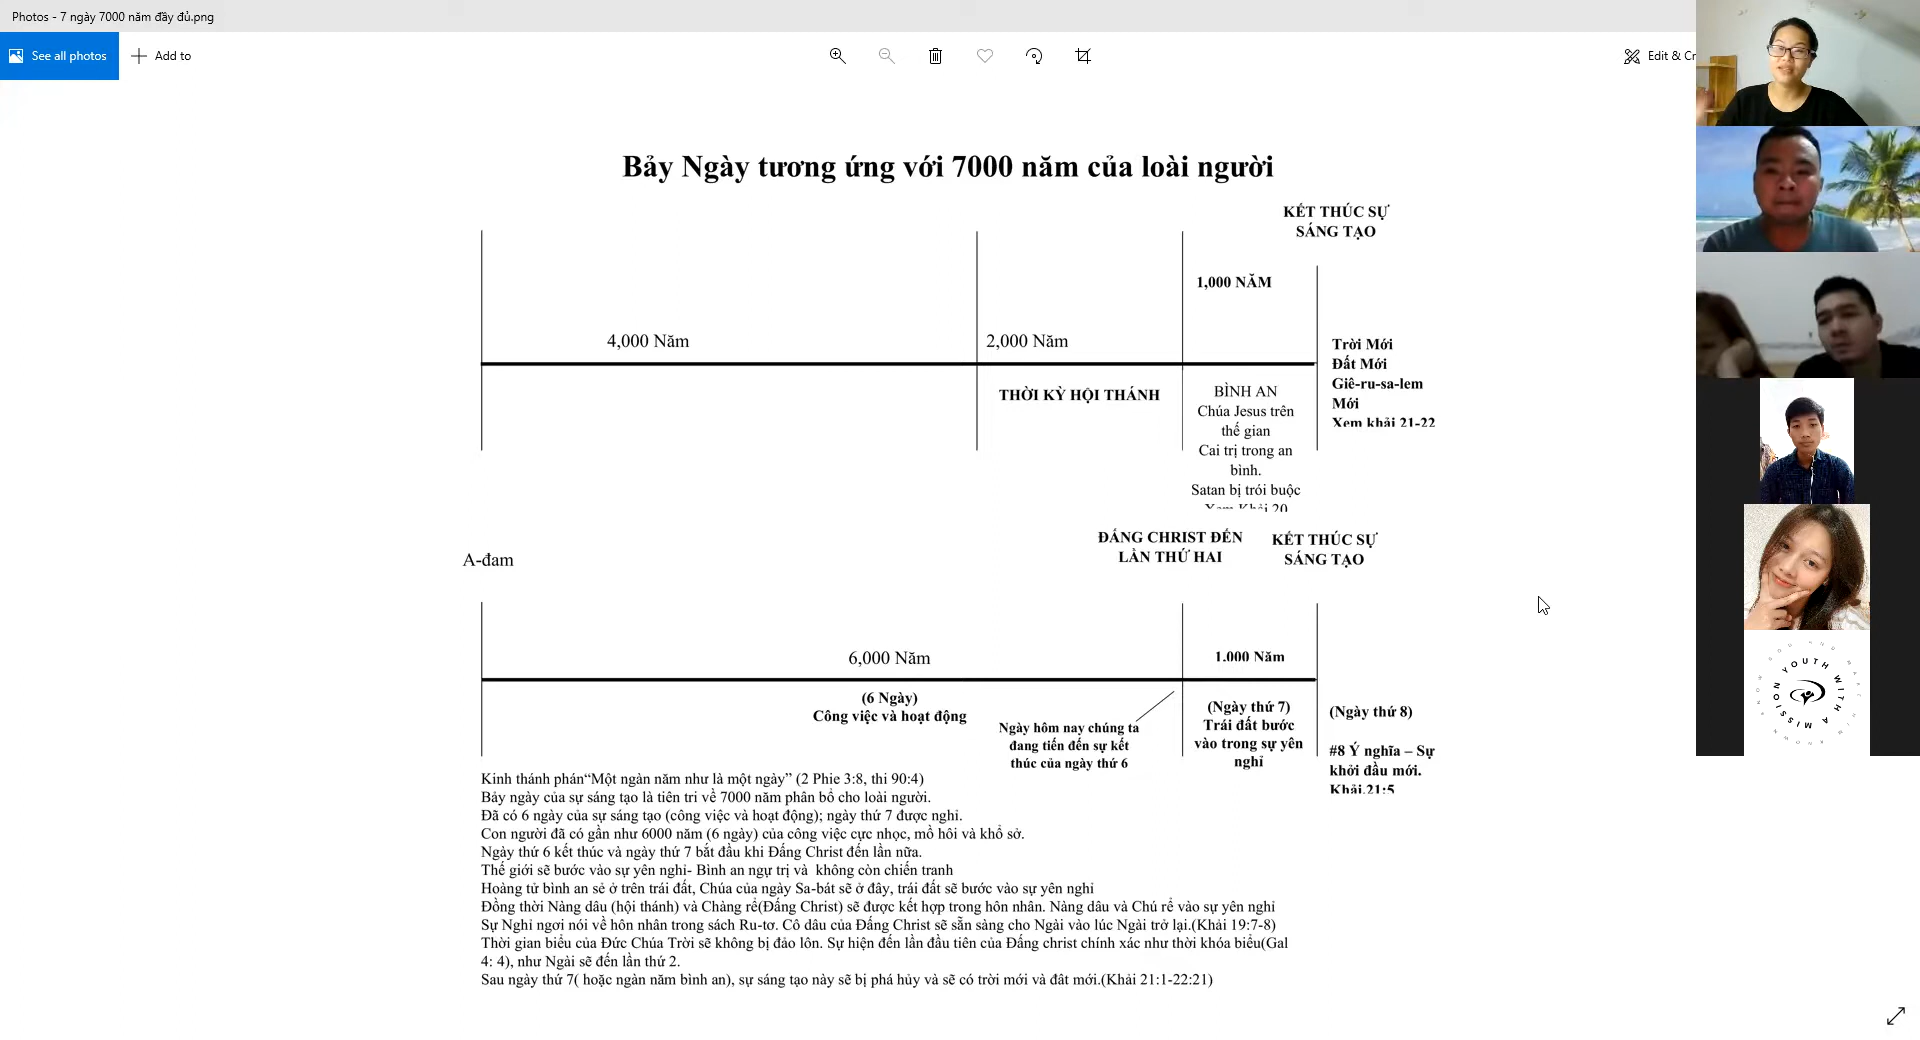 Photos - 7 ngày 7000 năm đầy đủ.png
See all photos
Add to
Edit & Cr
Bảy Ngày tương ứng với 7000 năm của loài người
KẾT THÚC SỰ
SÁNG TẠO
1,000 NĂM
4,000 Năm
2,000 Năm
Trời Mới
Đất Mới
Giê-ru-sa-lem
Mới
Xem khải 21-22
THỜI KỲ HỘI THÁNH
BÌNH AN
Chúa Jesus trên
thế gian
Cai trị trong an
bình.
Satan bị trói buộc
Xem Khải 20
ĐẤNG CHRIST ĐẾN
LẦN THỨ HAI
KẾT THÚC SỰ
SÁNG TẠO
A-đam
6,000 Năm
1.000 Năm
(6 Ngày)
Công việc và hoạt động
Ngày hôm nay chúng ta
đang tiến đến sự kết
thúc của ngày thứ 6
(Ngày thứ 7)
Trái đất bước
vào trong sự yên
nghỉ
(Ngày thứ 8)
#8 Ý nghĩa – Sự
khởi đầu mới.
Khải.21:5
Kinh thánh phán“Một ngàn năm như là một ngày” (2 Phie 3:8, thi 90:4)
Bảy ngày của sự sáng tạo là tiên tri về 7000 năm phân bổ cho loài người.
Đã có 6 ngày của sự sáng tạo (công việc và hoạt động); ngày thứ 7 được nghỉ.
Con người đã có gần như 6000 năm (6 ngày) của công việc cực nhọc, mồ hôi và khổ sở.
Ngày thứ 6 kết thúc và ngày thứ 7 bắt đầu khi Đấng Christ đến lần nữa.
Thế giới sẽ bước vào sự yên nghỉ- Bình an ngự trị và  không còn chiến tranh
Hoàng tử bình an sẻ ở trên trái đất, Chúa của ngày Sa-bát sẽ ở đây, trái đất sẽ bước vào sự yên nghỉ
Đồng thời Nàng dâu (hội thánh) và Chàng rể(Đấng Christ) sẽ được kết hợp trong hôn nhân. Nàng dâu và Chú rể vào sự yên nghỉ
Sự Nghỉ ngơi nói về hôn nhân trong sách Ru-tơ. Cô dâu của Đấng Christ sẽ sẵn sàng cho Ngài vào lúc Ngài trở lại.(Khải 19:7-8)
Thời gian biểu của Đức Chúa Trời sẽ không bị đảo lôn. Sự hiện đến lần đầu tiên của Đấng christ chính xác như thời khóa biểu(Gal
4: 4), như Ngài sẽ đến lần thứ 2.
Sau ngày thứ 7( hoặc ngàn năm bình an), sự sáng tạo này sẽ bị phá hủy và sẽ có trời mới và đât mới.(Khải 21:1-22:21)
YOUTH WITH A MISSION